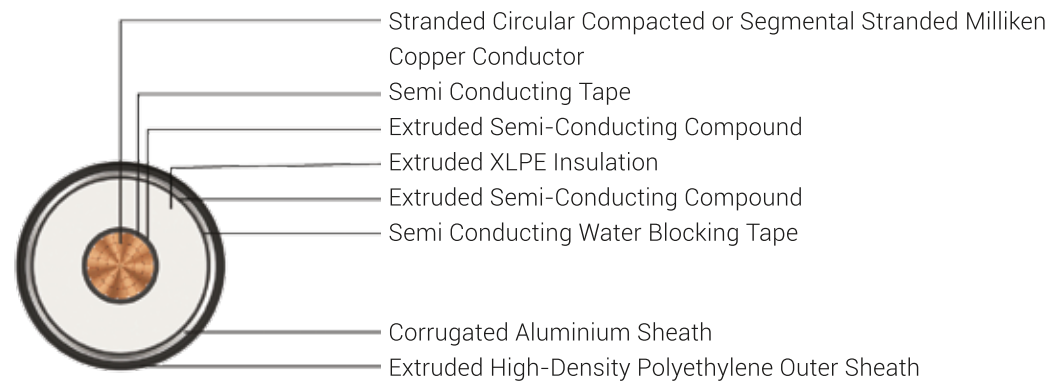 Stranded Circular Compacted or Segmental Stranded Milliken
Copper Conductor
Semi Conducting Tape
Extruded Semi-Conducting Compound
Extruded XLPE Insulation
Extruded Semi-Conducting Compound
Semi Conducting Water Blocking Tape
Corrugated Aluminium Sheath
Extruded High-Density Polyethylene Outer Sheath